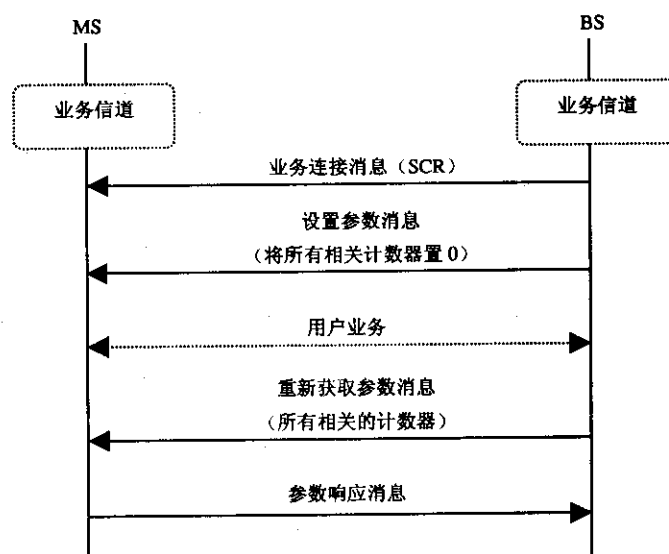 MS
BS
业务信道
业务信道
业务连接消息（SCR）
设置参数消息
（将所有相关计数器置 0）
用户业务
重新获取参数消息
（所有相关的计数器）
参数响应消息